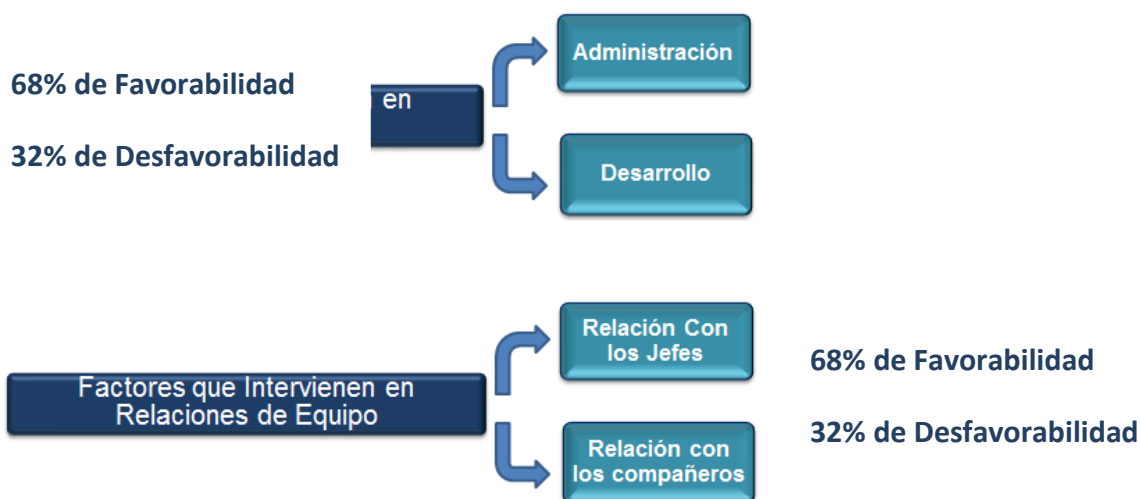 Administración
68% de Favorabilidad
en
32% de Desfavorabilidad
Desarrollo
Relación Con
los Jefes
68% de Favorabilidad
Factores que Intervienen en
Relaciones de Equipo
32% de Desfavorabilidad
Relación con
los compañeros